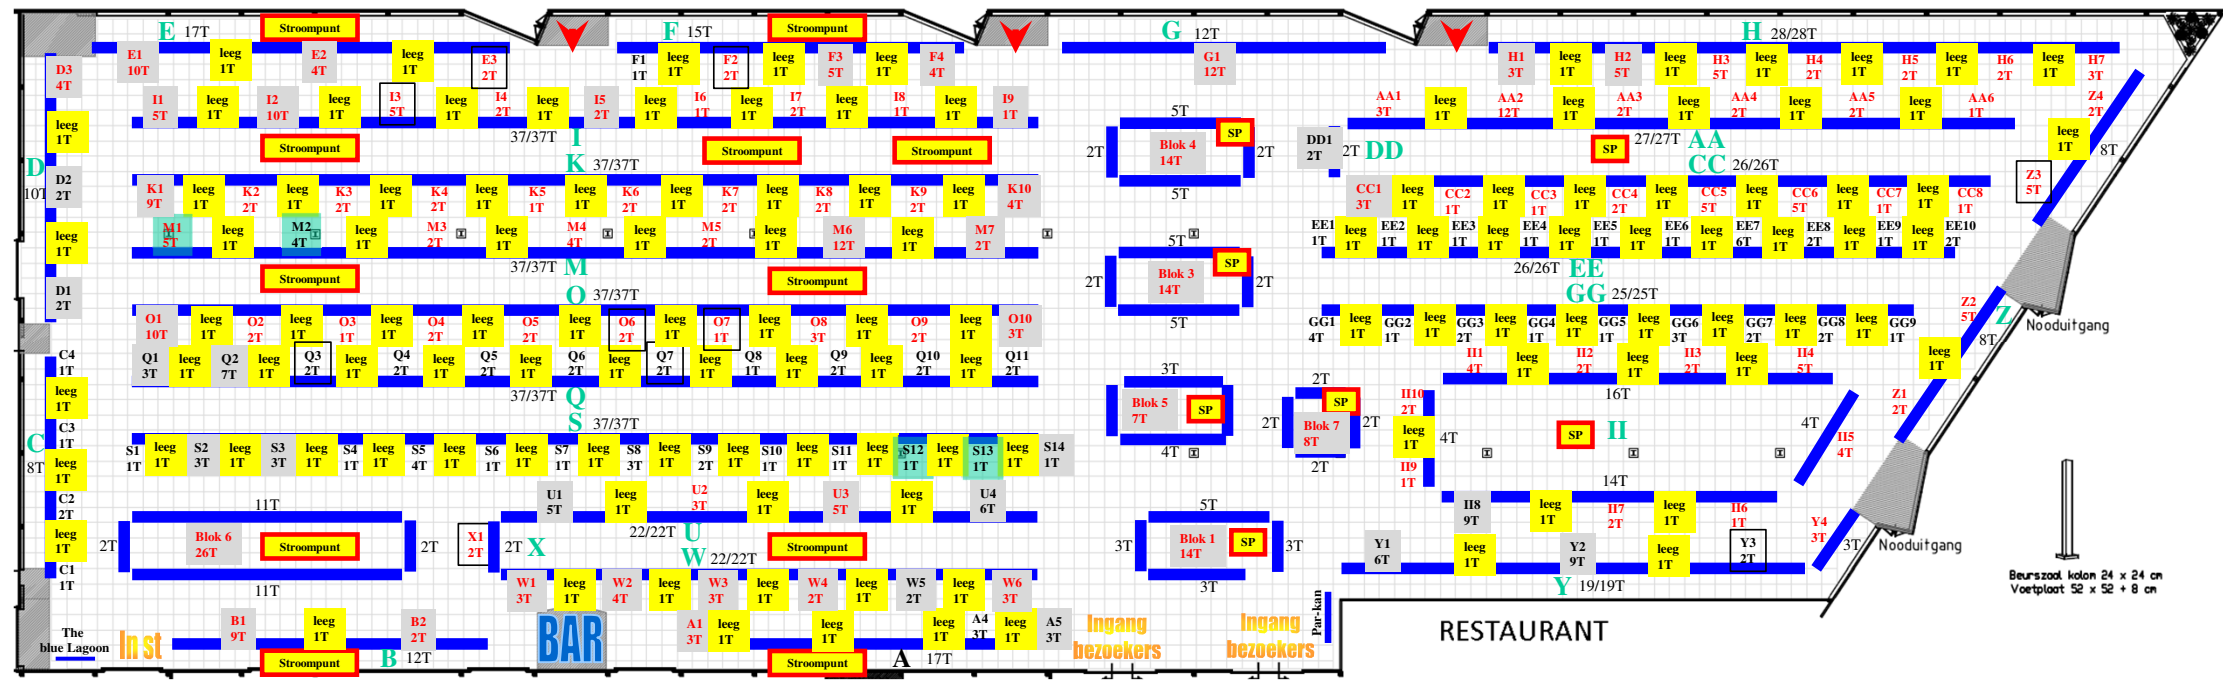 E 17T Stroompunt F 15T Stroompunt G 12T H 28/28T
E1 10T leeg 1T E2 4T leeg 1T E3 2T F1 1T leeg 1T F2 2T leeg 1T F3 5T leeg 1T F4 4T G1 12T H1 3T leeg 1T H2 5T leeg 1T H3 5T leeg 1T H4 2T leeg 1T H5 2T leeg 1T H6 2T leeg 1T H7 3T
D3 4T I1 5T leeg 1T I2 10T leeg 1T I3 5T leeg 1T I4 2T leeg 1T I5 2T leeg 1T I6 1T leeg 1T I7 2T leeg 1T I8 1T leeg 1T I9 1T AA1 3T leeg 1T AA2 12T leeg 1T AA3 2T leeg 1T AA4 2T leeg 1T AA5 2T leeg 1T AA6 1T Z4 2T
leeg 1T 37/37T I 5T SP 27/27T AA leeg 1T
Stroompunt Stroompunt Stroompunt 2T Blok 4 14T 2T DD1 2T 2T DD SP 8T
D 10T K 37/37T 5T CC 26/26T
D2 2T K1 9T leeg 1T K2 2T leeg 1T K3 2T leeg 1T K4 2T leeg 1T K5 1T leeg 1T K6 2T leeg 1T K7 2T leeg 1T K8 2T leeg 1T K9 2T leeg 1T K10 4T CC1 3T leeg 1T CC2 1T leeg 1T CC3 1T leeg 1T CC4 2T leeg 1T CC5 5T leeg 1T CC6 5T leeg 1T CC7 1T leeg 1T CC8 1T Z3 5T
leeg 1T M1 5T leeg 1T M2 4T leeg 1T M3 2T leeg 1T M4 4T leeg 1T M5 2T leeg 1T M6 12T leeg 1T M7 2T EE1 1T leeg 1T EE2 1T leeg 1T EE3 1T leeg 1T EE4 1T leeg 1T EE5 1T leeg 1T EE6 1T leeg 1T EE7 6T leeg 1T EE8 2T leeg 1T EE9 1T leeg 1T EE10 2T
37/37T M 5T 26/26T EE
Stroompunt Stroompunt 2T Blok 3 14T SP 2T
D1 2T O 37/37T 5T GG 25/25T Z2 5T Z Nooduitgang
O1 10T leeg 1T O2 2T leeg 1T O3 1T leeg 1T O4 2T leeg 1T O5 2T leeg 1T O6 2T leeg 1T O7 1T leeg 1T O8 3T leeg 1T O9 2T leeg 1T O10 3T GG1 4T leeg 1T GG2 1T leeg 1T GG3 2T leeg 1T GG4 1T leeg 1T GG5 1T leeg 1T GG6 3T leeg 1T GG7 2T leeg 1T GG8 2T leeg 1T GG9 1T 8T
C4 1T Q1 3T leeg 1T Q2 7T leeg 1T Q3 2T leeg 1T Q4 2T leeg 1T Q5 2T leeg 1T Q6 2T leeg 1T Q7 2T leeg 1T Q8 1T leeg 1T Q9 2T leeg 1T Q10 2T leeg 1T Q11 2T II1 4T leeg 1T II2 2T leeg 1T II3 2T leeg 1T II4 5T leeg 1T
leeg 1T 37/37T Q 3T 2T SP 16T Z1 2T
C3 1T S 37/37T Blok 5 7T SP 2T Blok 7 8T 2T II10 2T leeg 1T 4T SP II 4T II5 4T
C 8T 4T 2T II9 1T 14T
leeg 1T S1 1T leeg 1T S2 3T leeg 1T S3 3T leeg 1T S4 1T leeg 1T S5 4T leeg 1T S6 1T leeg 1T S7 1T leeg 1T S8 3T leeg 1T S9 2T leeg 1T S10 1T leeg 1T S11 1T leeg 1T S12 1T leeg 1T S13 1T leeg 1T S14 1T
C2 2T 11T U1 5T leeg 1T U2 3T leeg 1T U3 5T leeg 1T U4 6T 5T II8 9T leeg 1T II7 2T leeg 1T II6 1T Y4 3T
leeg 1T 2T Blok 6 26T Stroompunt 2T X1 2T 2T X 22/22T U Stroompunt 3T Blok 1 14T SP 3T Y1 6T leeg 1T Y2 9T leeg 1T Y3 2T 3T Nooduitgang
C1 1T 11T W 22/22T 3T Y 19/19T
W1 3T leeg 1T W2 4T leeg 1T W3 3T leeg 1T W4 2T leeg 1T W5 2T leeg 1T W6 3T
Beurszaal kolom 24 x 24 cm
Voetplaat 52 x 52 + 8 cm
The blue Lagoon In st B1 9T leeg 1T B2 2T BAR A1 3T leeg 1T leeg 1T leeg 1T A4 3T leeg 1T A5 3T Ingang bezoekers Ingang bezoekers Par-kan RESTAURANT
Stroompunt B 12T Stroompunt A 17T